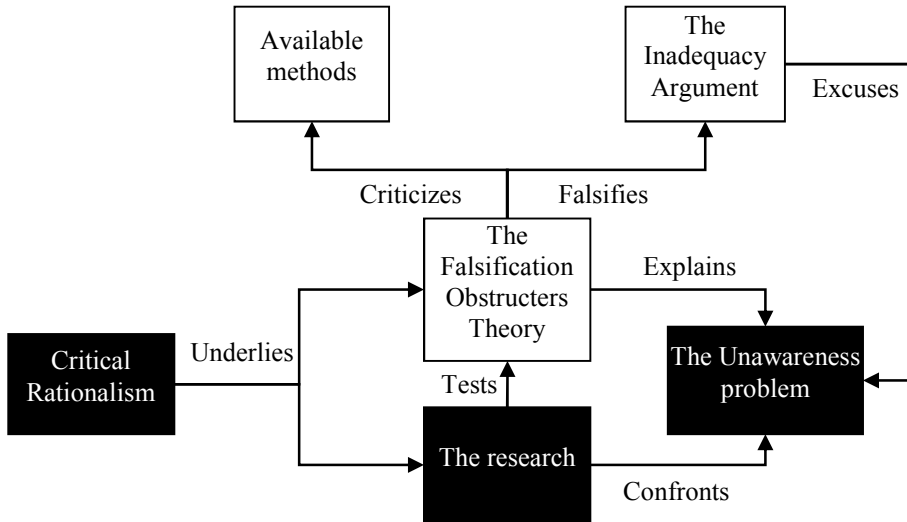 Available
methods
The
Inadequacy
Argument
Excuses
Criticizes
Falsifies
The
Falsification
Obstructers
Theory
Explains
Critical
Rationalism
Underlies
Tests
The Unawareness
problem
The research
Confronts